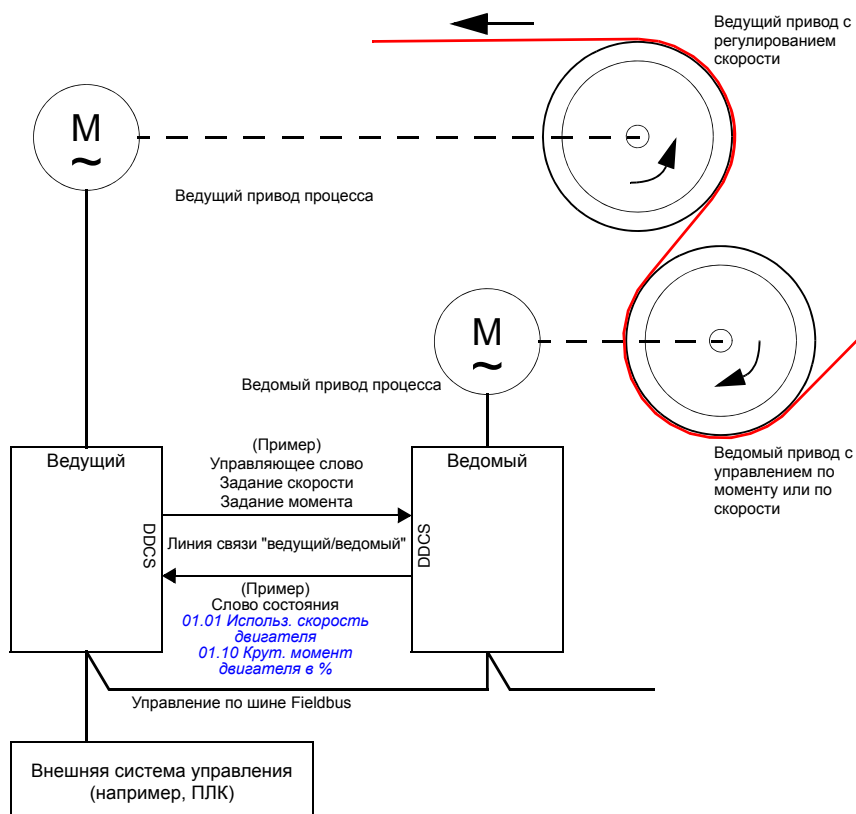 Ведущий привод с
регулированием
скорости
M
~
Ведущий привод процесса
M
~
Ведомый привод процесса
Ведомый привод с
управлением по
моменту или по
скорости
Ведущий
(Пример)
Управляющее слово
Задание скорости
Задание момента
Ведомый
DDCS
Линия связи "ведущий/ведомый"
DDCS
(Пример)
Слово состояния
01.01 Использ. скорость
двигателя
01.10 Крут. момент
двигателя в %
Управление по шине Fieldbus
Внешняя система управления
(например, ПЛК)